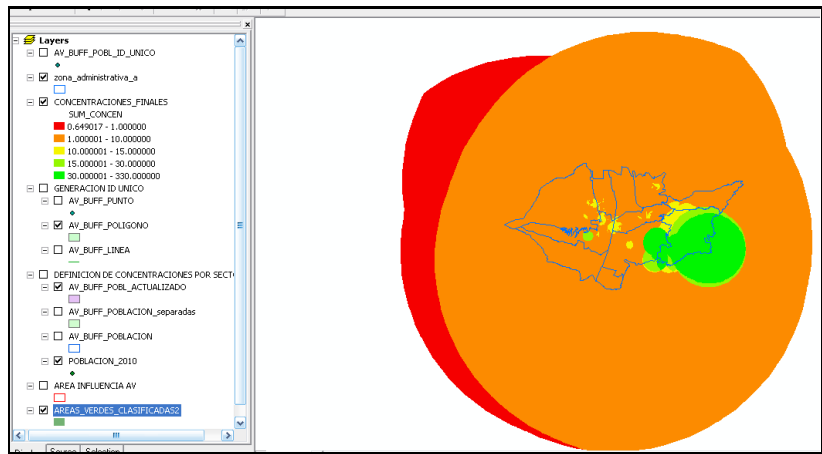 Layers
AV_BUFF_POBL_ID_UNICO
zona_administrativa_a
CONCENTRACIONES_FINALES
SUM_CONCEN
0.649017 - 1.000000
1.000001 - 10.000000
10.000001 - 15.000000
15.000001 - 30.000000
30.000001 - 330.000000
GENERACION ID UNICO
AV_BUFF_PUNTO
AV_BUFF_POLIGONO
AV_BUFF_LINEA
DEFINICION DE CONCENTRACIONES POR SECT
AV_BUFF_POBL_ACTUALIZADO
AV_BUFF_POBLACION_separadas
AV_BUFF_POBLACION
POBLACION_2010
AREA INFLUENCIA AV
AREAS_VERDES_CLASIFICADAS2
Source Selection